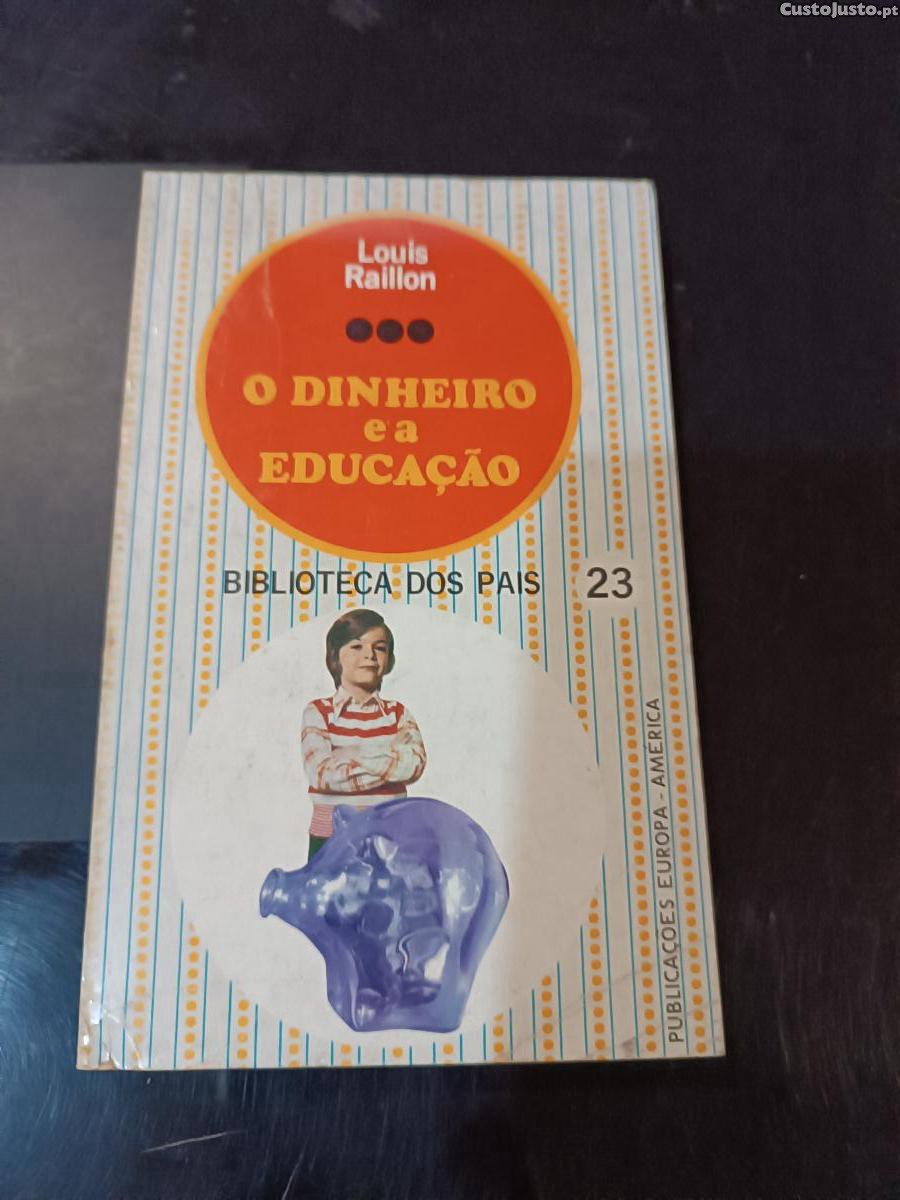 CustoJusto.pt
Louis
Raillon
O DINHEIRO
e a
EDUCAÇÃO
BIBLIOTECA DOS PAIS 23
PUBLICAÇÕES EUROPA - AMÉRICA